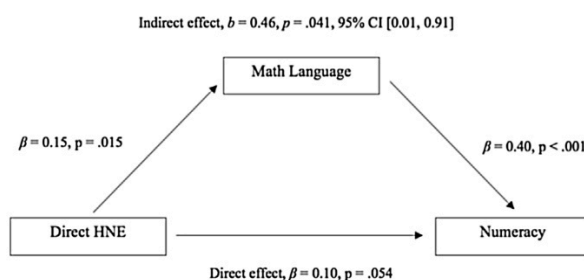 Indirect effect, b = 0.46, p = .041, 95% CI [0.01, 0.91]
Math Language
β = 0.15, p = .015
β = 0.40, p < .001
Direct HNE
Numeracy
Direct effect, β = 0.10, p = .054